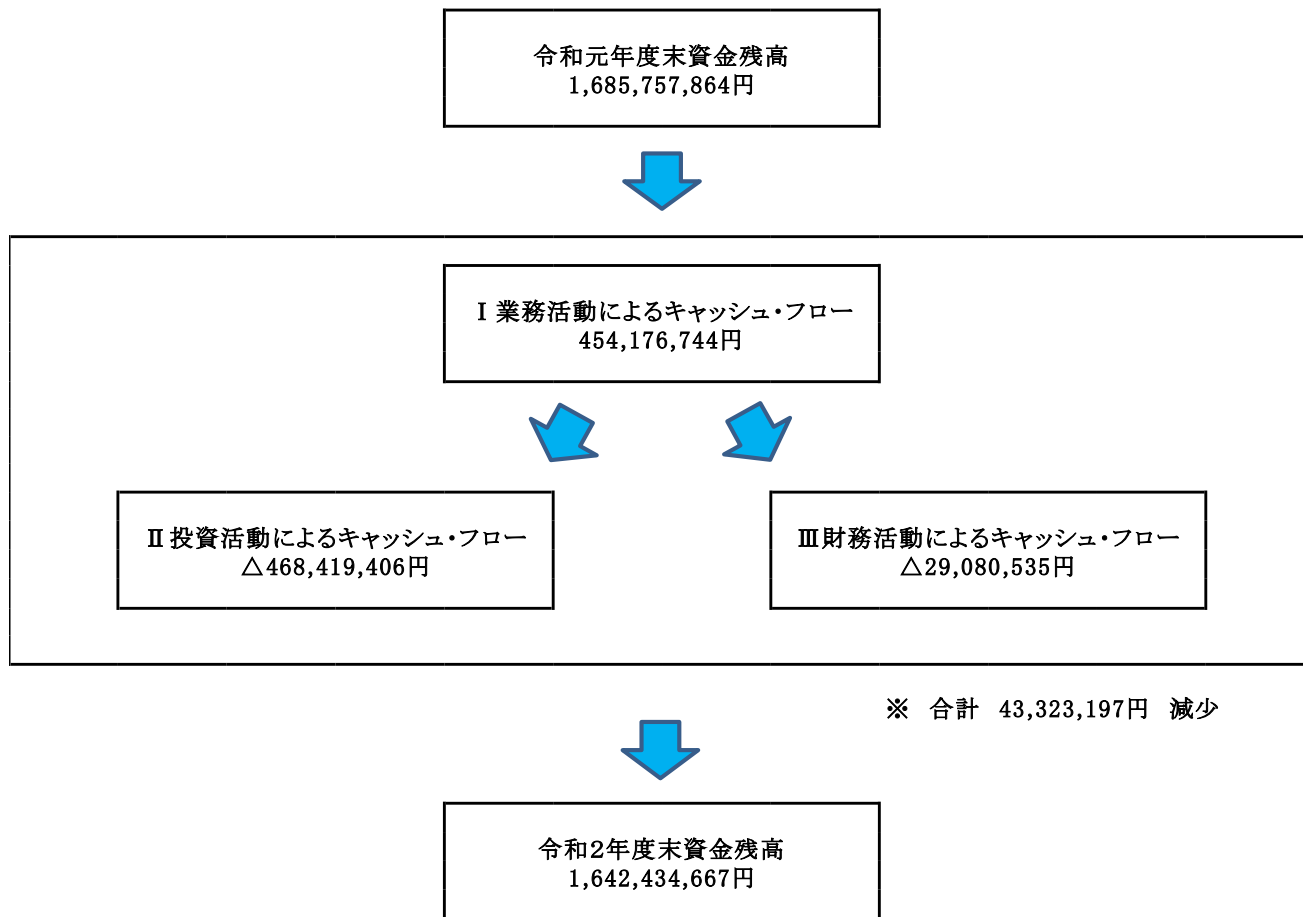 令和元年度末資金残高
1,685,757,864円
Ⅰ 業務活動によるキャッシュ・フロー
454,176,744円
Ⅱ 投資活動によるキャッシュ・フロー
△468,419,406円
Ⅲ財務活動によるキャッシュ・フロー
△29,080,535円
※ 合計 43,323,197円 減少
令和2年度末資金残高
1,642,434,667円